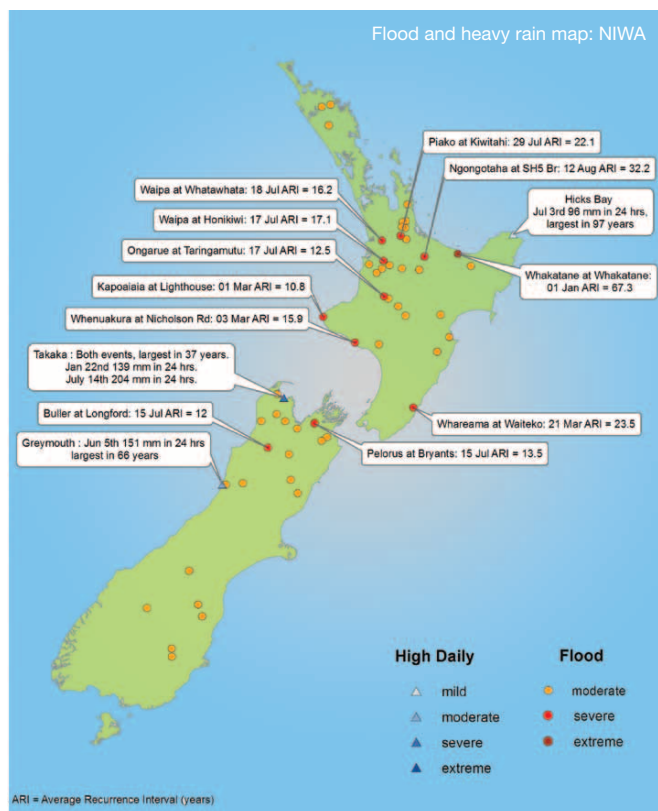 Flood and heavy rain map: NIWA
Piako at Kiwitahi: 29 Jul ARI = 22.1
Ngongotaha at SH5 Br: 12 Aug ARI = 32.2
Waipa at Whatawhata: 18 Jul ARI = 16.2
Hicks Bay
Jul 3rd 96 mm in 24 hrs,
largest in 97 years
Waipa at Honikiwi: 17 Jul ARI = 17.1
Ongarue at Taringamutu: 17 Jul ARI = 12.5
Whakatane at Whakatane:
01 Jan ARI = 67.3
Kapoaiaia at Lighthouse: 01 Mar ARI = 10.8
Whenuakura at Nicholson Rd: 03 Mar ARI = 15.9
Takaka : Both events, largest in 37 years.
Jan 22nd 139 mm in 24 hrs.
July 14th 204 mm in 24 hrs.
Buller at Longford: 15 Jul ARI = 12
Whareama at Waiteko: 21 Mar ARI = 23.5
Greymouth : Jun 5th 151 mm in 24 hrs
largest in 66 years
Pelorus at Bryants: 15 Jul ARI = 13.5
High Daily
mild
moderate
severe
extreme
Flood
moderate
severe
extreme
ARI = Average Recurrence Interval (years)